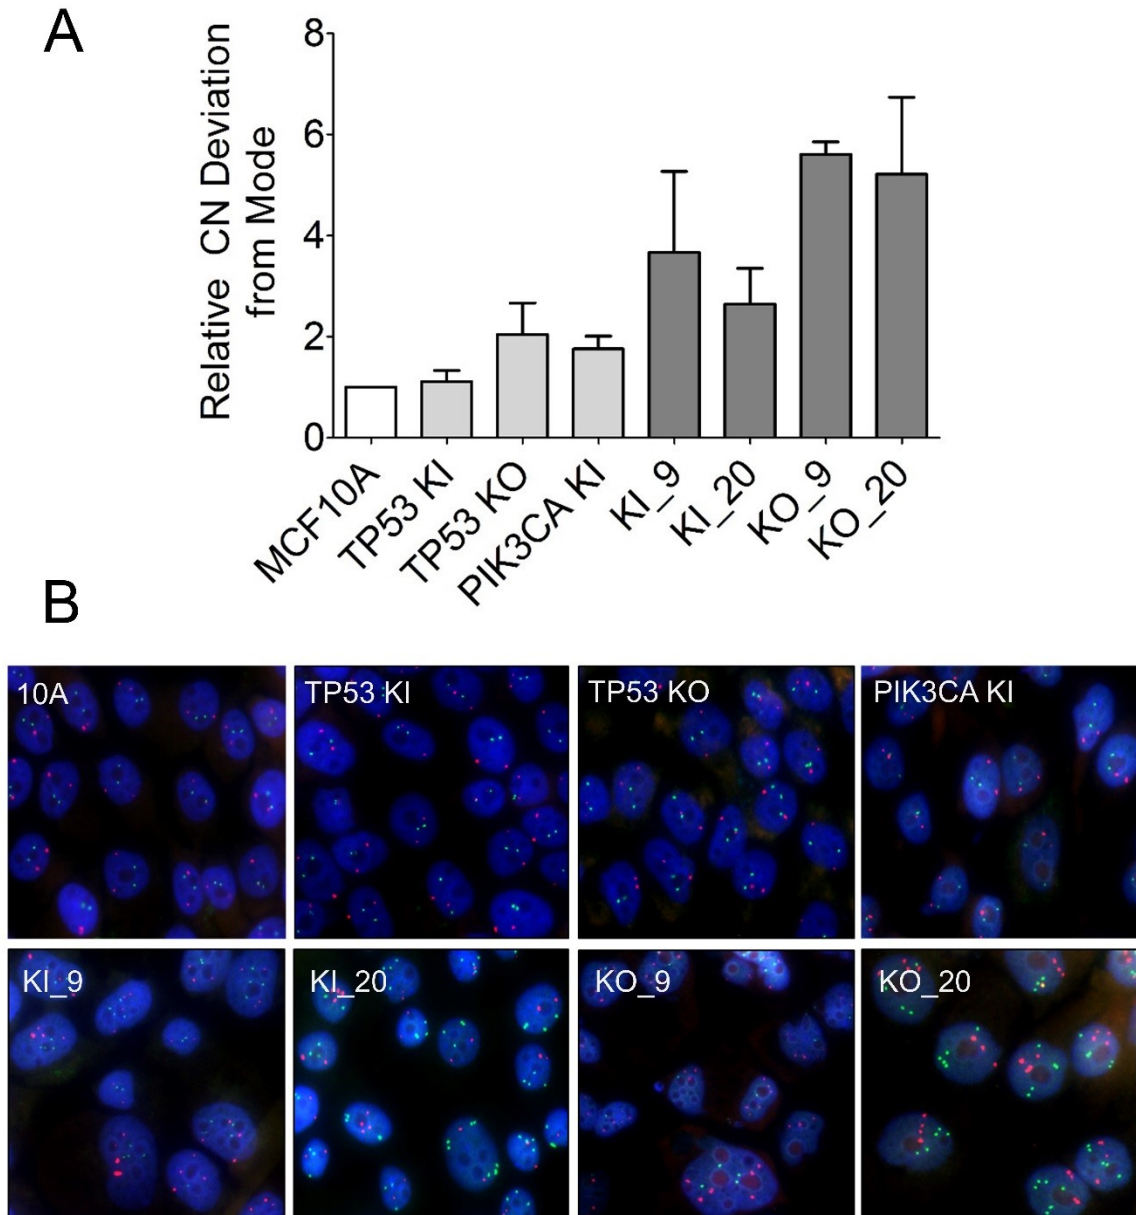 A
Relative CN Deviation
from Mode
8
6
4
2
0
MCF10A
TP53 KI
TP53 KO
PIK3CA KI
KI_9
KI_20
KO_9
KO_20
B
10A
TP53 KI
TP53 KO
PIK3CA KI
KI_9
KI_20
KO_9
KO_20